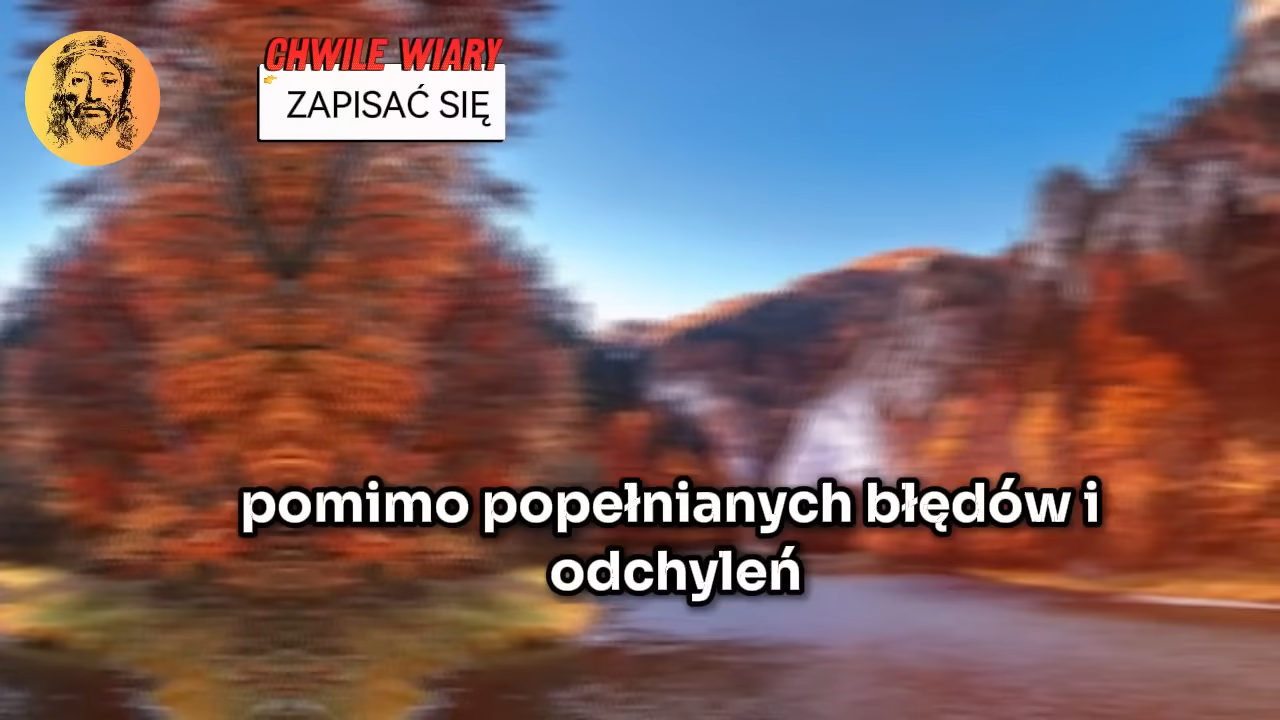 CHWILE WIARY
ZAPISAĆ SIĘ
pomimo popełnianych błędów i
odchyleń